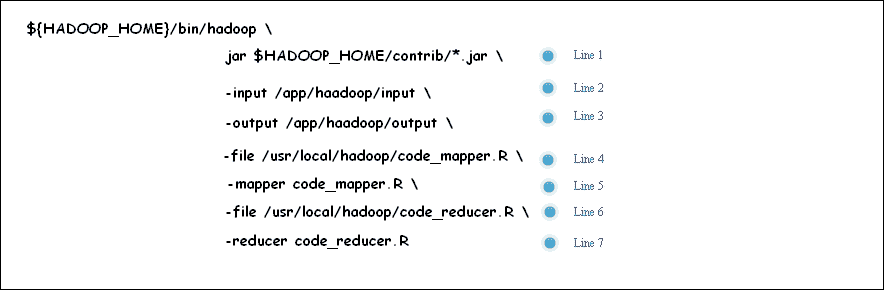 ${HADOOP_HOME}/bin/hadoop \
jar $HADOOP_HOME/contrib/*.jar \ Line 1
-input /app/haadoop/input \ Line 2
-output /app/haadoop/output \ Line 3
-file /usr/local/hadoop/code_mapper.R \ Line 4
-mapper code_mapper.R \ Line 5
-file /usr/local/hadoop/code_reducer.R \ Line 6
-reducer code_reducer.R Line 7